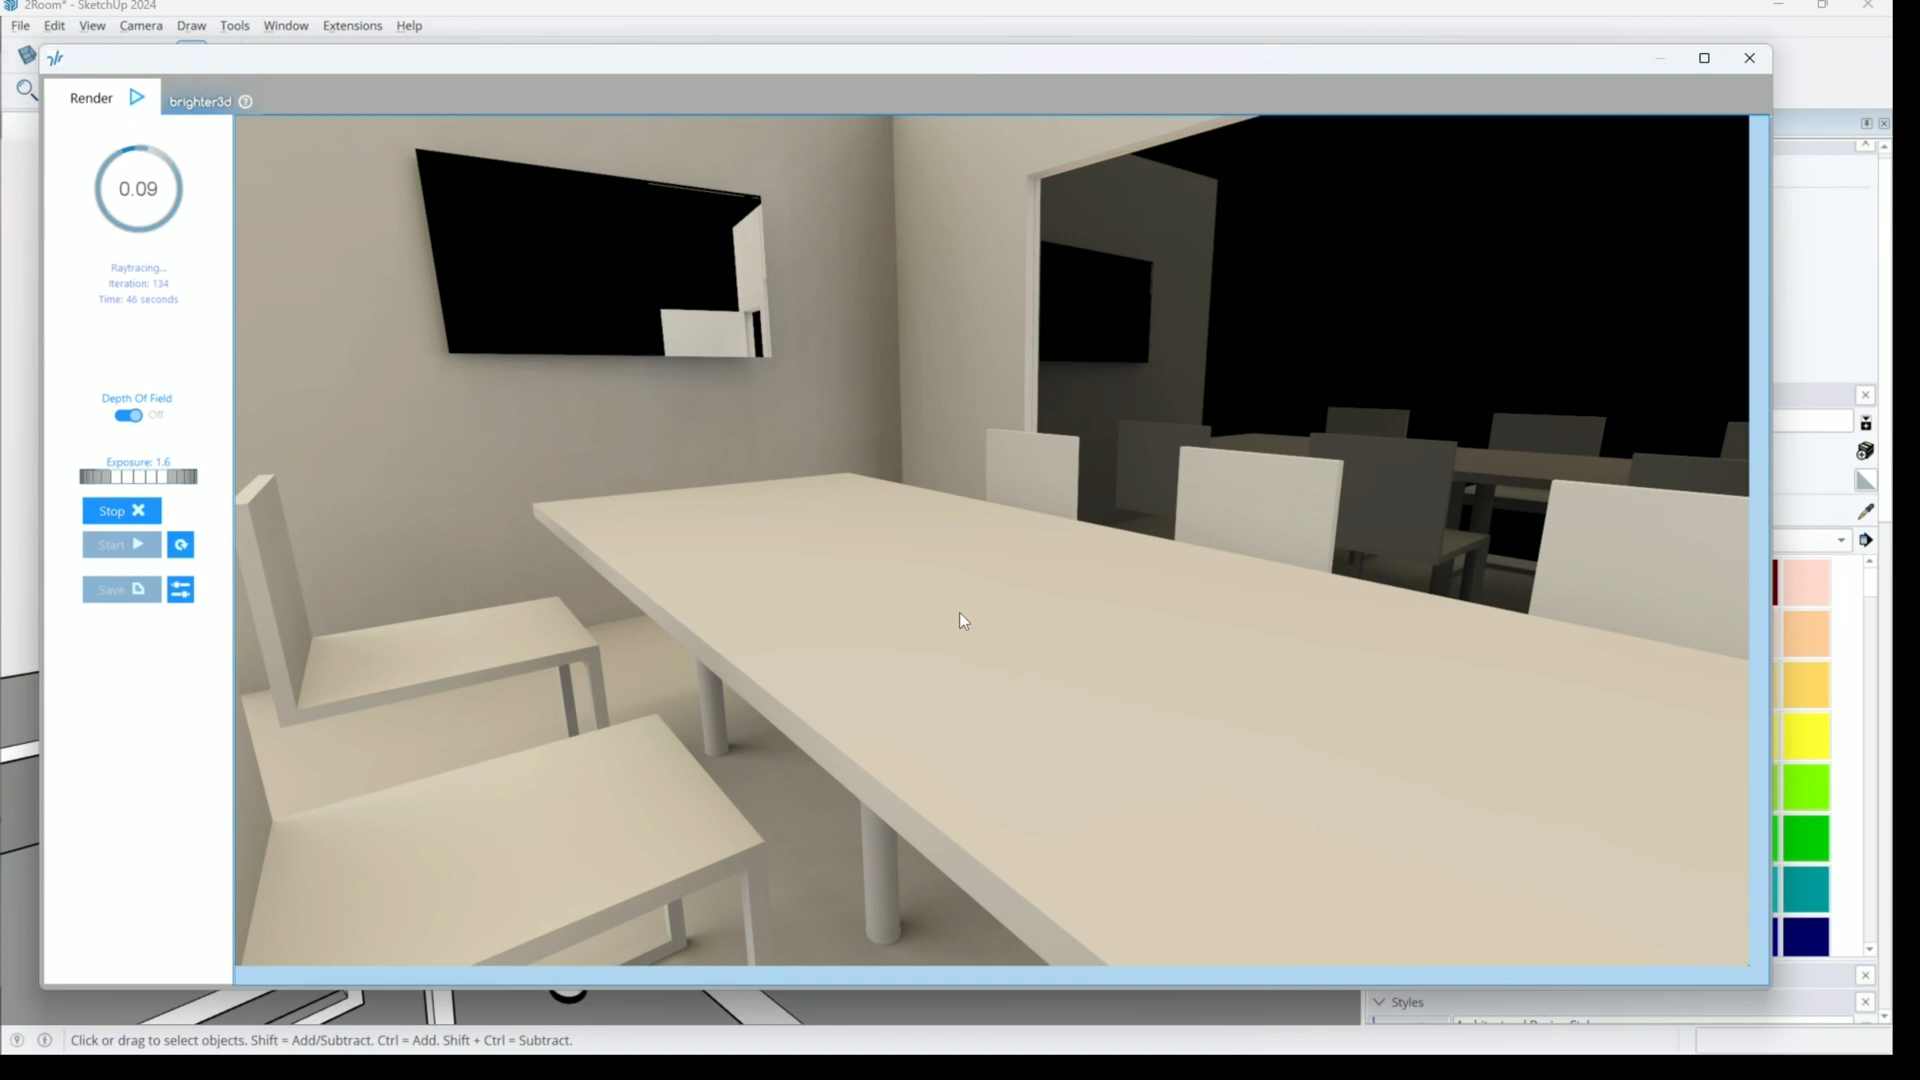 2Room* - SketchUp 2024
File Edit View Camera Draw Tools Window Extensions Help
Render
brighter3d
0.09
Raytracing...
Iteration: 134
Time: 46 seconds
Depth Of Field
Off
Exposure: 1.6
Stop
Start
Save
Styles
Click or drag to select objects. Shift = Add/Subtract. Ctrl = Add. Shift + Ctrl = Subtract.